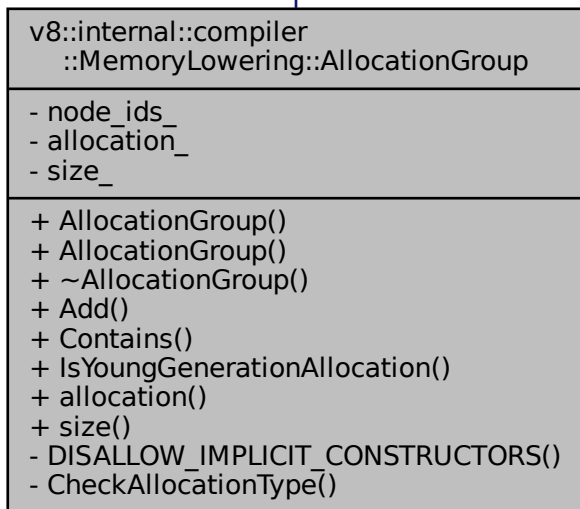 v8::internal::compiler
::MemoryLowering::AllocationGroup
- node_ids_
- allocation_
- size_
+ AllocationGroup()
+ AllocationGroup()
+ ~AllocationGroup()
+ Add()
+ Contains()
+ IsYoungGenerationAllocation()
+ allocation()
+ size()
- DISALLOW_IMPLICIT_CONSTRUCTORS()
- CheckAllocationType()